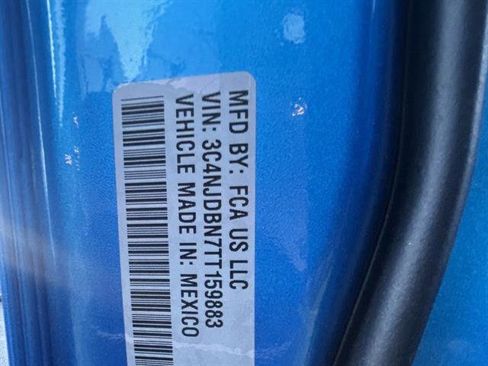 MFD BY: FCA US LLC
VIN: 3C4NJDBN7TT159883
VEHICLE MADE IN: MEXICO